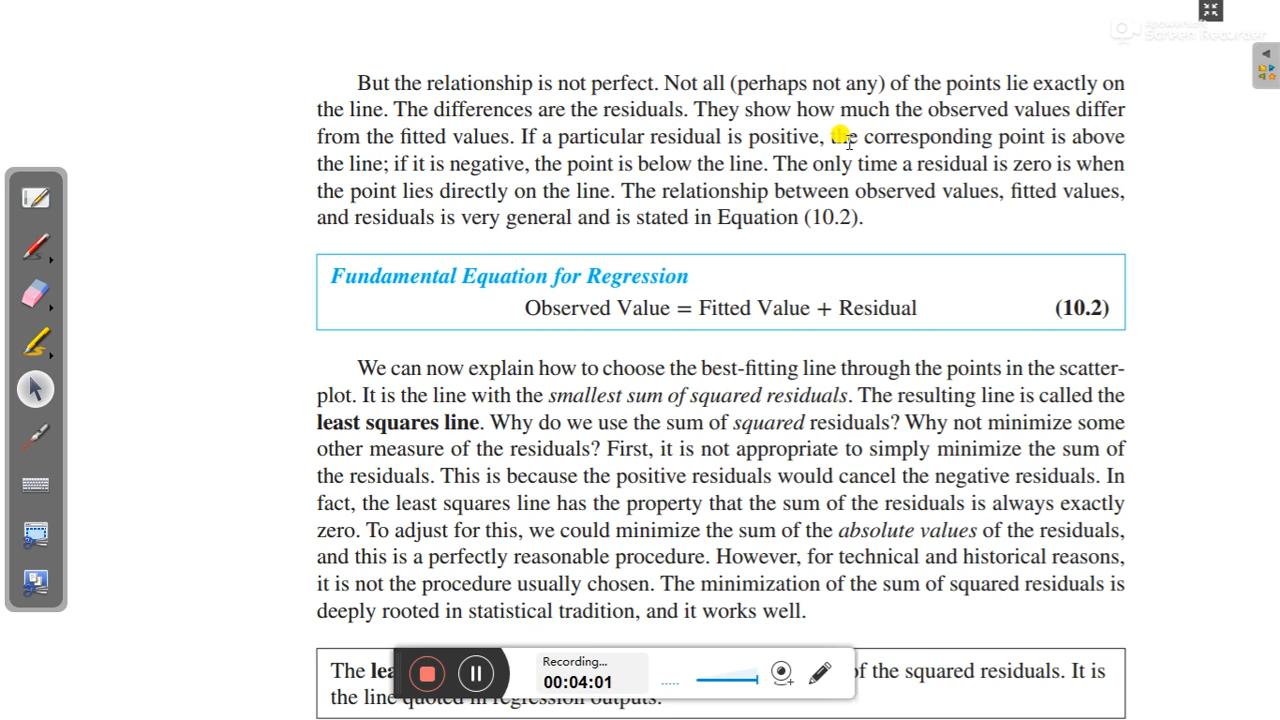 Apowersoft
Screen Recorder
But the relationship is not perfect. Not all (perhaps not any) of the points lie exactly on
the line. The differences are the residuals. They show how much the observed values differ
from the fitted values. If a particular residual is positive, the corresponding point is above
the line; if it is negative, the point is below the line. The only time a residual is zero is when
the point lies directly on the line. The relationship between observed values, fitted values,
and residuals is very general and is stated in Equation (10.2).
Fundamental Equation for Regression
Observed Value = Fitted Value + Residual (10.2)
We can now explain how to choose the best-fitting line through the points in the scatter-
plot. It is the line with the smallest sum of squared residuals. The resulting line is called the
least squares line. Why do we use the sum of squared residuals? Why not minimize some
other measure of the residuals? First, it is not appropriate to simply minimize the sum of
the residuals. This is because the positive residuals would cancel the negative residuals. In
fact, the least squares line has the property that the sum of the residuals is always exactly
zero. To adjust for this, we could minimize the sum of the absolute values of the residuals,
and this is a perfectly reasonable procedure. However, for technical and historical reasons,
it is not the procedure usually chosen. The minimization of the sum of squared residuals is
deeply rooted in statistical tradition, and it works well.
The lea of the squared residuals. It is
the line quoted in regression outputs.
Recording...
00:04:01